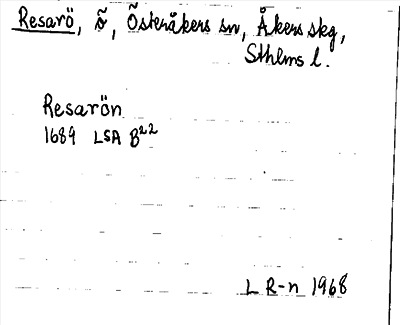 Resarö, ö, Österåkers sn, Åkers skg,
Sthlms l.
Resarön
1689 LSA B22
L R-n 1968